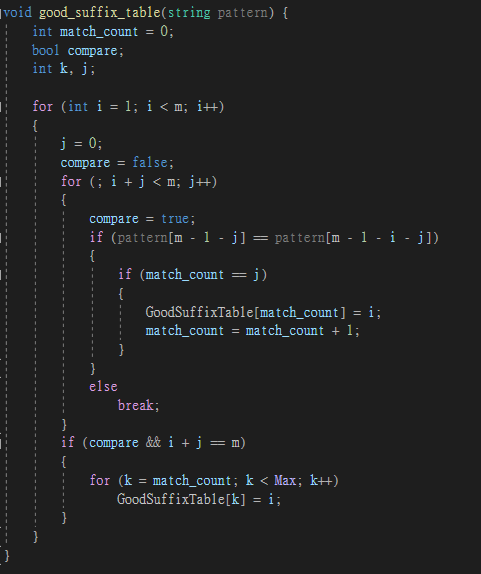 void good_suffix_table(string pattern) {
int match_count = 0;
bool compare;
int k, j;
for (int i = 1; i < m; i++)
{
j = 0;
compare = false;
for (; i + j < m; j++)
{
compare = true;
if (pattern[m - 1 - j] == pattern[m - 1 - i - j])
{
if (match_count == j)
{
GoodSuffixTable[match_count] = i;
match_count = match_count + 1;
}
}
else
break;
}
if (compare && i + j == m)
{
for (k = match_count; k < Max; k++)
GoodSuffixTable[k] = i;
}
}
}